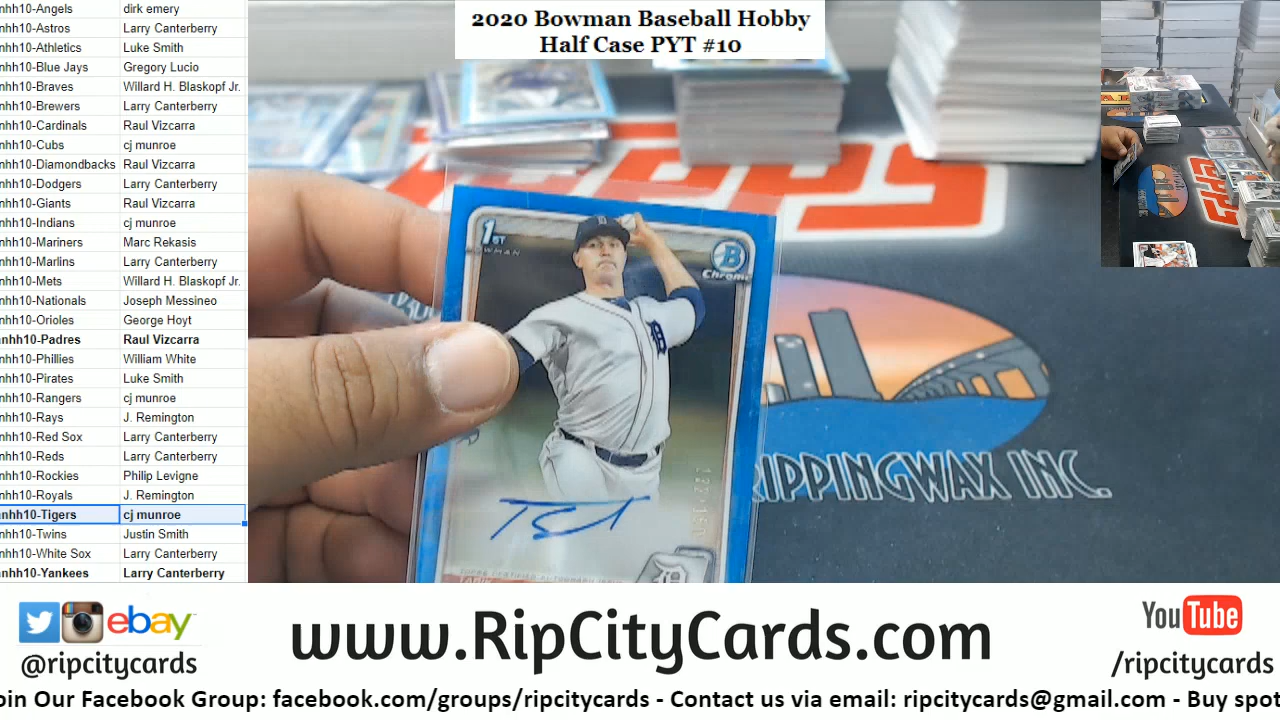 2020 Bowman Baseball Hobby
Half Case PYT #10
nhh10-Angels dirk emery
nhh10-Astros Larry Canterberry
nhh10-Athletics Luke Smith
nhh10-Blue Jays Gregory Lucio
nhh10-Braves Willard H. Blaskopf Jr.
nhh10-Brewers Larry Canterberry
nhh10-Cardinals Raul Vizcarra
nhh10-Cubs cj munroe
nhh10-Diamondbacks Raul Vizcarra
nhh10-Dodgers Larry Canterberry
nhh10-Giants Raul Vizcarra
nhh10-Indians cj munroe
nhh10-Mariners Marc Rekasis
nhh10-Marlins Larry Canterberry
nhh10-Mets Willard H. Blaskopf Jr.
nhh10-Nationals Joseph Messineo
nhh10-Orioles George Hoyt
nhh10-Padres Raul Vizcarra
nhh10-Phillies William White
nhh10-Pirates Luke Smith
nhh10-Rangers cj munroe
nhh10-Rays J. Remington
nhh10-Red Sox Larry Canterberry
nhh10-Reds Larry Canterberry
nhh10-Rockies Philip Levigne
nhh10-Royals J. Remington
nhh10-Tigers cj munroe
nhh10-Twins Justin Smith
nhh10-White Sox Larry Canterberry
nhh10-Yankees Larry Canterberry
1ST
B
Chrome
D
RIPPINGWAX INC.
ebay
@ripcitycards
www.RipCityCards.com
YouTube
/ripcitycards
oin Our Facebook Group: facebook.com/groups/ripcitycards - Contact us via email: ripcitycards@gmail.com - Buy spot